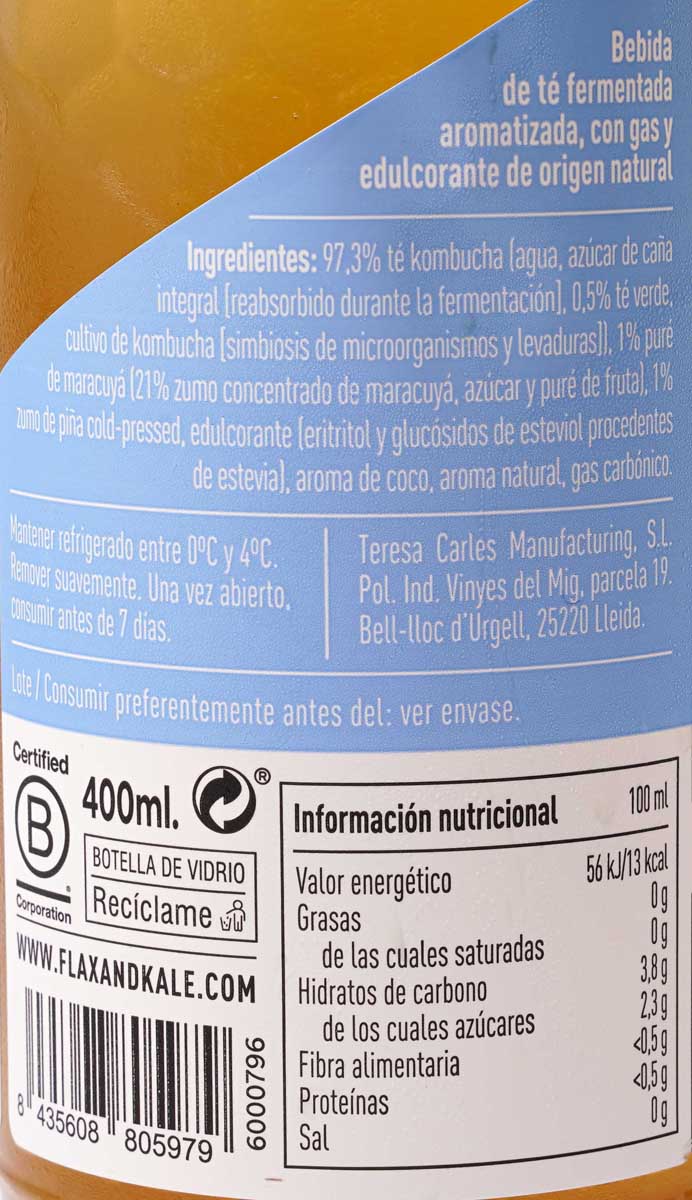 Bebida
de té fermentada
aromatizada, con gas y
edulcorante de origen natural
Ingredientes: 97,3% té kombucha (agua, azúcar de caña
integral [reabsorbido durante la fermentación], 0,5% té verde,
cultivo de kombucha [simbiosis de microorganismos y levaduras]), 1% puré
de maracuyá (21% zumo concentrado de maracuyá, azúcar y puré de fruta), 1%
zumo de piña cold-pressed, edulcorante (eritritol y glucósidos de esteviol procedentes
de estevia), aroma de coco, aroma natural, gas carbónico.
Mantener refrigerado entre 0ºC y 4ºC.
Remover suavemente. Una vez abierto,
consumir antes de 7 días.
Teresa Carles Manufacturing, S.L.
Pol. Ind. Vinyes del Mig, parcela 19.
Bell-lloc d'Urgell, 25220 Lleida.
Lote / Consumir preferentemente antes del: ver envase.
Certified
B
Corporation
400ml.
®
BOTELLA DE VIDRIO
Recíclame
WWW.FLAXANDKALE.COM
8 435608 805979
6000796
Información nutricional 100 ml
Valor energético 56 kJ/13 kcal
Grasas 0g
de las cuales saturadas 0g
Hidratos de carbono 3,8g
de los cuales azúcares 2,3g
Fibra alimentaria <0,5g
Proteínas <0,5g
Sal 0g